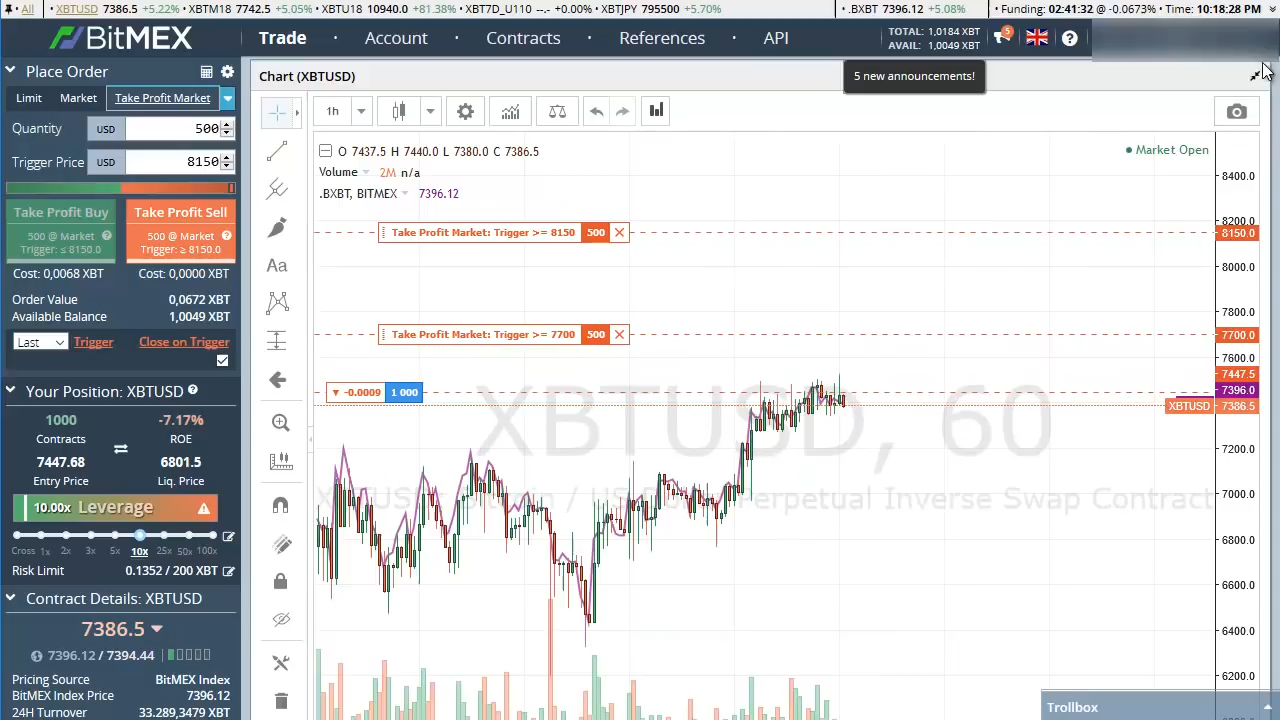 All • XBTUSD 7386.5 +5.22% • XBTM18 7742.5 +5.05% • XBTU18 10940.0 +81.38% • XBT7D_U110 --.-- +0.00% • XBTJPY 795500 +5.70% • .BXBT 7396.12 +5.08% • Funding: 02:41:32 @ -0.0673% • Time: 10:18:28 PM
BitMEX
Trade • Account • Contracts • References • API
TOTAL: 1,0184 XBT
AVAIL: 1,0049 XBT
5
?
5 new announcements!
Place Order
Limit Market Take Profit Market
Quantity USD 500
Trigger Price USD 8150
Take Profit Buy
500 @ Market
Trigger: ≤ 8150.0
Take Profit Sell
500 @ Market
Trigger: ≥ 8150.0
Cost: 0,0068 XBT Cost: 0,0000 XBT
Order Value 0,0672 XBT
Available Balance 1,0049 XBT
Last Trigger Close on Trigger
Your Position: XBTUSD
1000 -7.17%
Contracts ROE
7447.68 6801.5
Entry Price Liq. Price
10.00x Leverage
Cross 1x 2x 3x 5x 10x 25x 50x 100x
Risk Limit 0.1352 / 200 XBT
Contract Details: XBTUSD
7386.5
7396.12 / 7394.44
Pricing Source BitMEX Index
BitMEX Index Price 7396.12
24H Turnover 33.289,3479 XBT
Chart (XBTUSD)
1h
O 7437.5 H 7440.0 L 7380.0 C 7386.5
Market Open
Volume 2M n/a
.BXBT, BITMEX 7396.12
Aa
Take Profit Market: Trigger >= 8150 500
Take Profit Market: Trigger >= 7700 500
-0.0009 1 000
XBTUSD, 60
XBTUSD, Bitcoin / US Dollar Perpetual Inverse Swap Contract
8400.0
8200.0
8150.0
8000.0
7800.0
7700.0
7600.0
7447.5
7396.0
XBTUSD 7386.5
7200.0
7000.0
6800.0
6600.0
6400.0
6200.0
Trollbox